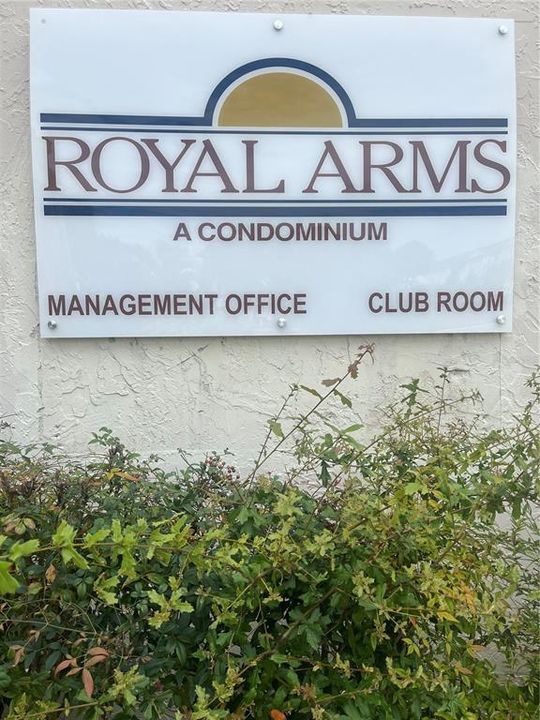 ROYAL ARMS
A CONDOMINIUM
MANAGEMENT OFFICE CLUB ROOM